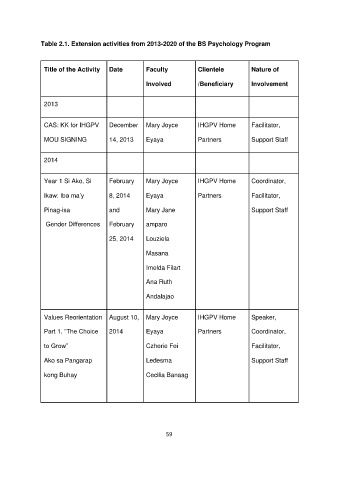 Table 2.1. Extension activities from 2013-2020 of the BS Psychology Program
Title of the Activity Date Faculty Clientele Nature of
Involved /Beneficiary Involvement
2013
CAS: KK for IHGPV December Mary Joyce IHGPV Home Facilitator,
MOU SIGNING 14, 2013 Eyaya Partners Support Staff
2014
Year 1 Si Ako, Si February Mary Joyce IHGPV Home Coordinator,
Ikaw: Iba ma'y 8, 2014 Eyaya Partners Facilitator,
Pinag-isa and Mary Jane Support Staff
Gender Differences February amparo
25, 2014 Louziela
Masana
Imelda Filart
Ana Ruth
Andalajao
Values Reorientation August 10, Mary Joyce IHGPV Home Speaker,
Part 1, "The Choice 2014 Eyaya Partners Coordinator,
to Grow" Czherie Fei Facilitator,
Ako sa Pangarap Ledesma Support Staff
kong Buhay Cecilia Banaag
59